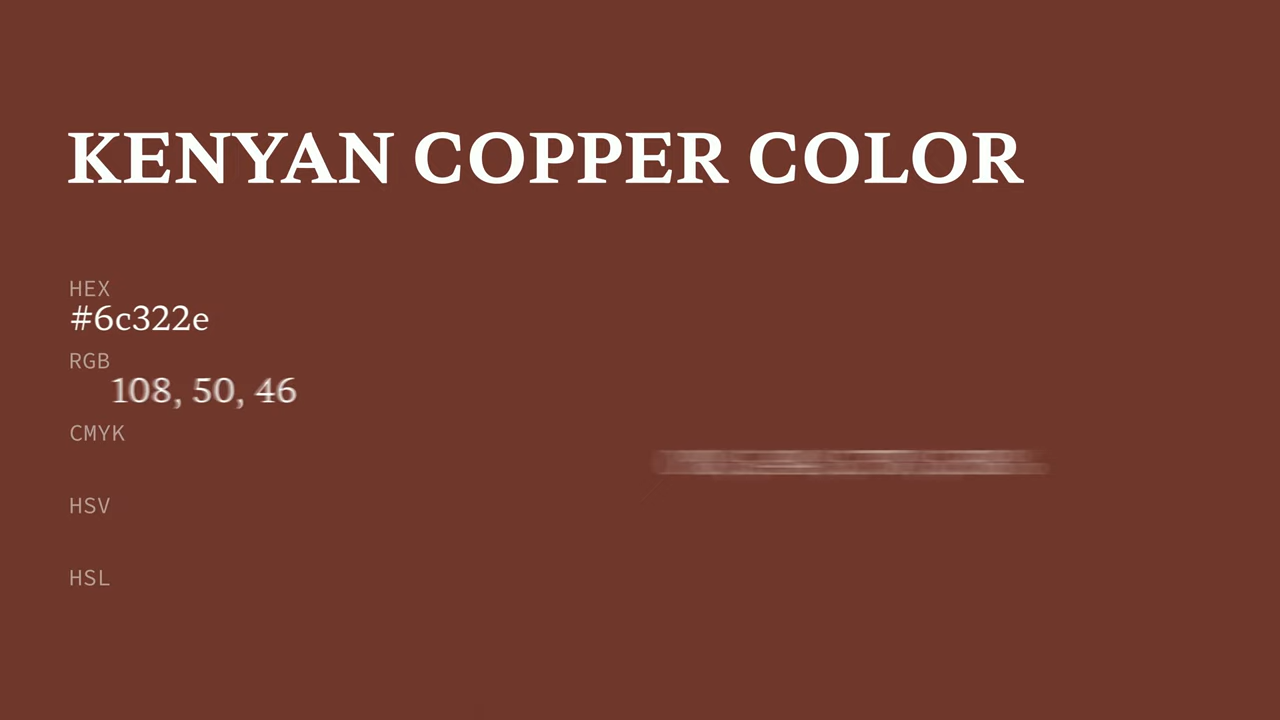 KENYAN COPPER COLOR
HEX
#6c322e
RGB
108, 50, 46
CMYK
HSV
HSL